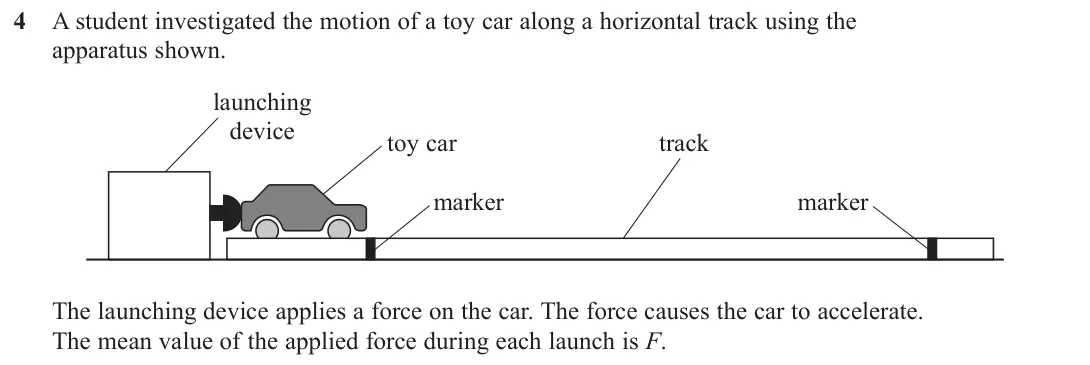 4 A student investigated the motion of a toy car along a horizontal track using the
apparatus shown.
launching
device
toy car
track
marker
marker
The launching device applies a force on the car. The force causes the car to accelerate.
The mean value of the applied force during each launch is F.